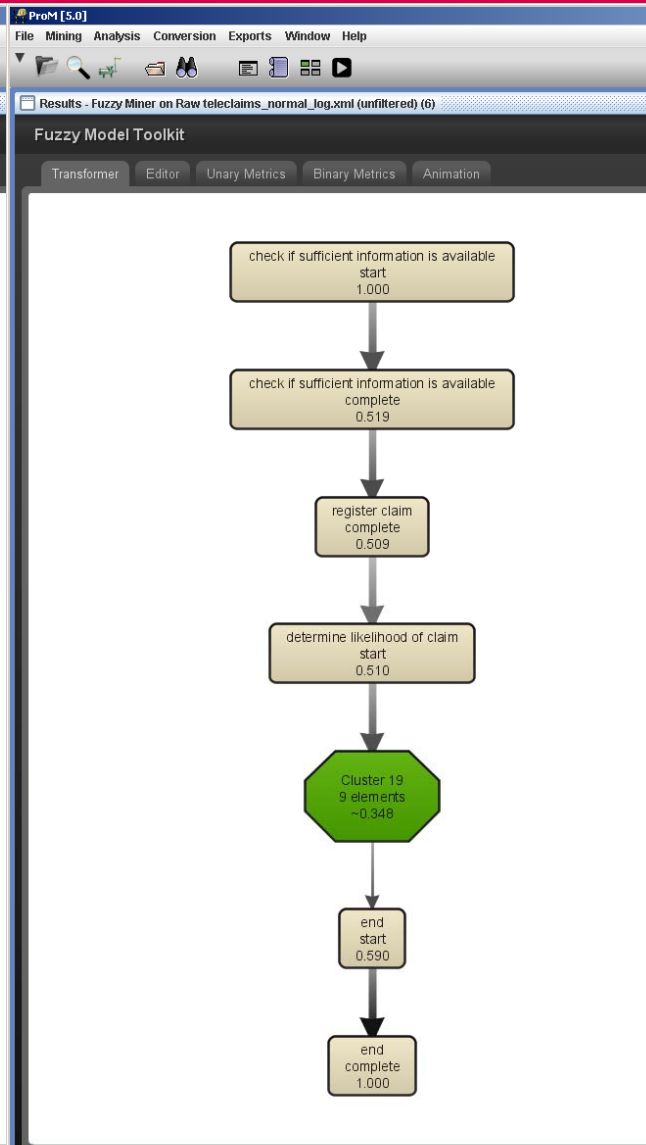 ProM [5.0]
File Mining Analysis Conversion Exports Window Help
Results - Fuzzy Miner on Raw teleclaims_normal_log.xml (unfiltered) (6)
Fuzzy Model Toolkit
Transformer Editor Unary Metrics Binary Metrics Animation
check if sufficient information is available
start
1.000
check if sufficient information is available
complete
0.519
register claim
complete
0.509
determine likelihood of claim
start
0.510
Cluster 19
9 elements
~0.348
end
start
0.590
end
complete
1.000